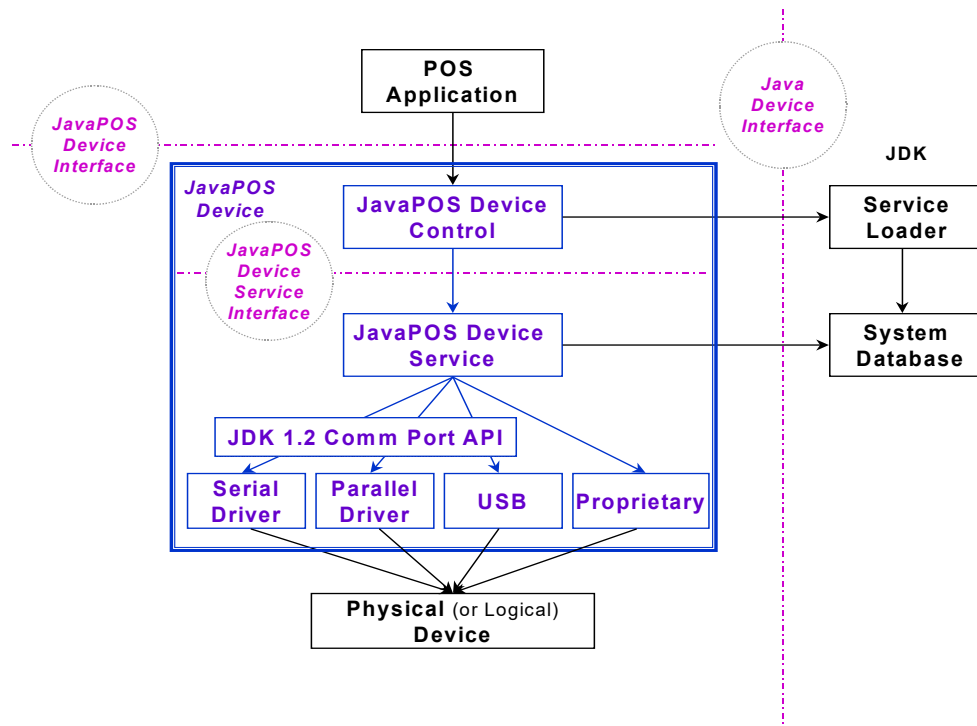 POS
Application
Java
Device
Interface
JavaPOS
Device
Interface
JDK
JavaPOS
Device
JavaPOS Device
Control
Service
Loader
JavaPOS
Device
Service
Interface
JavaPOS Device
Service
System
Database
JDK 1.2 Comm Port API
Serial
Driver
Parallel
Driver
USB
Proprietary
Physical (or Logical)
Device